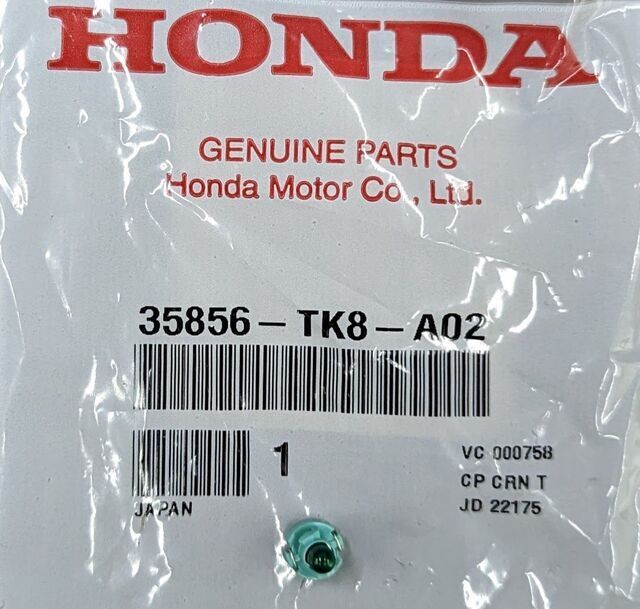 HONDA
GENUINE PARTS
Honda Motor Co., Ltd.
35856-TK8-A02
1
JAPAN
VC 000758
CP CRN T
JD 22175